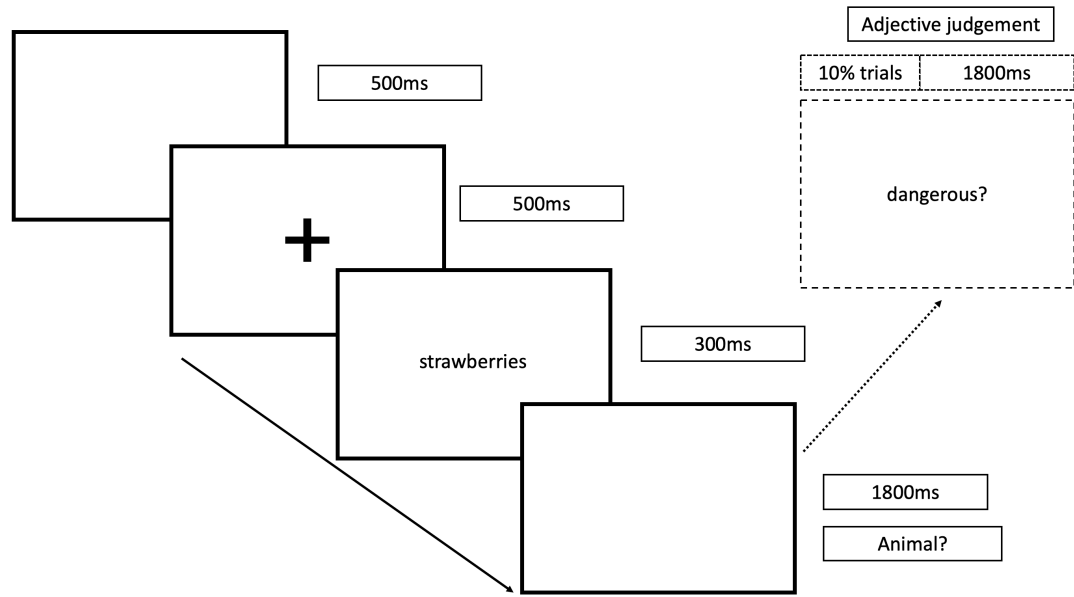 Adjective judgement
10% trials
1800ms
500ms
dangerous?
500ms
strawberries
300ms
1800ms
Animal?